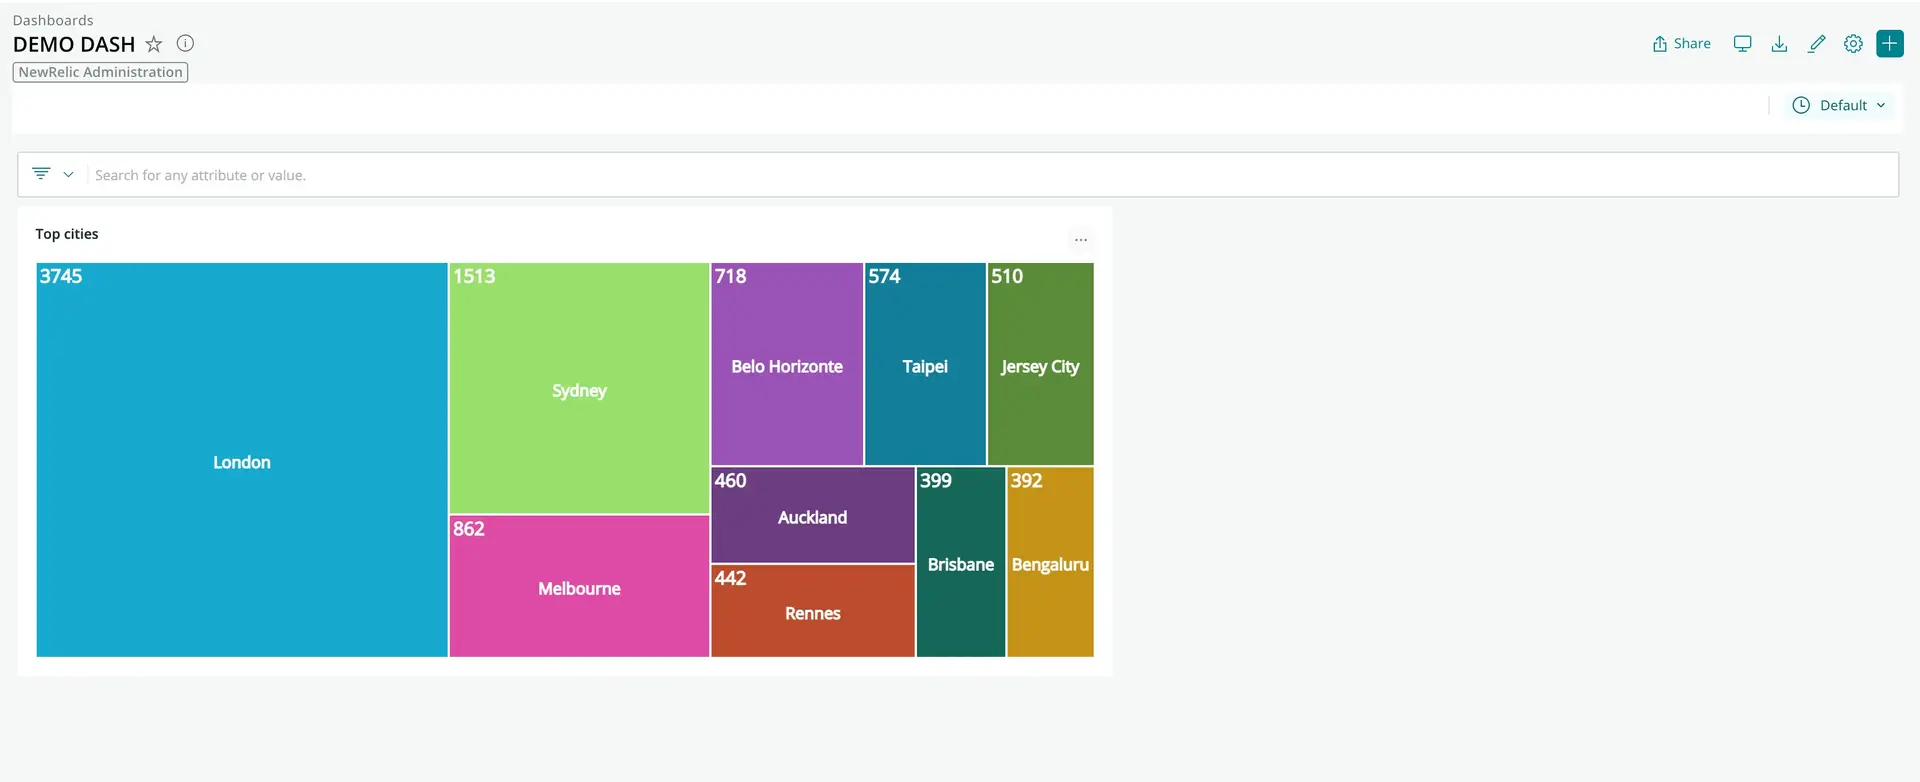 Dashboards
DEMO DASH
Share
NewRelic Administration
Default
Search for any attribute or value.
Top cities
...
3745
London
1513
Sydney
862
Melbourne
718
Belo Horizonte
574
Taipei
510
Jersey City
460
Auckland
442
Rennes
399
Brisbane
392
Bengaluru